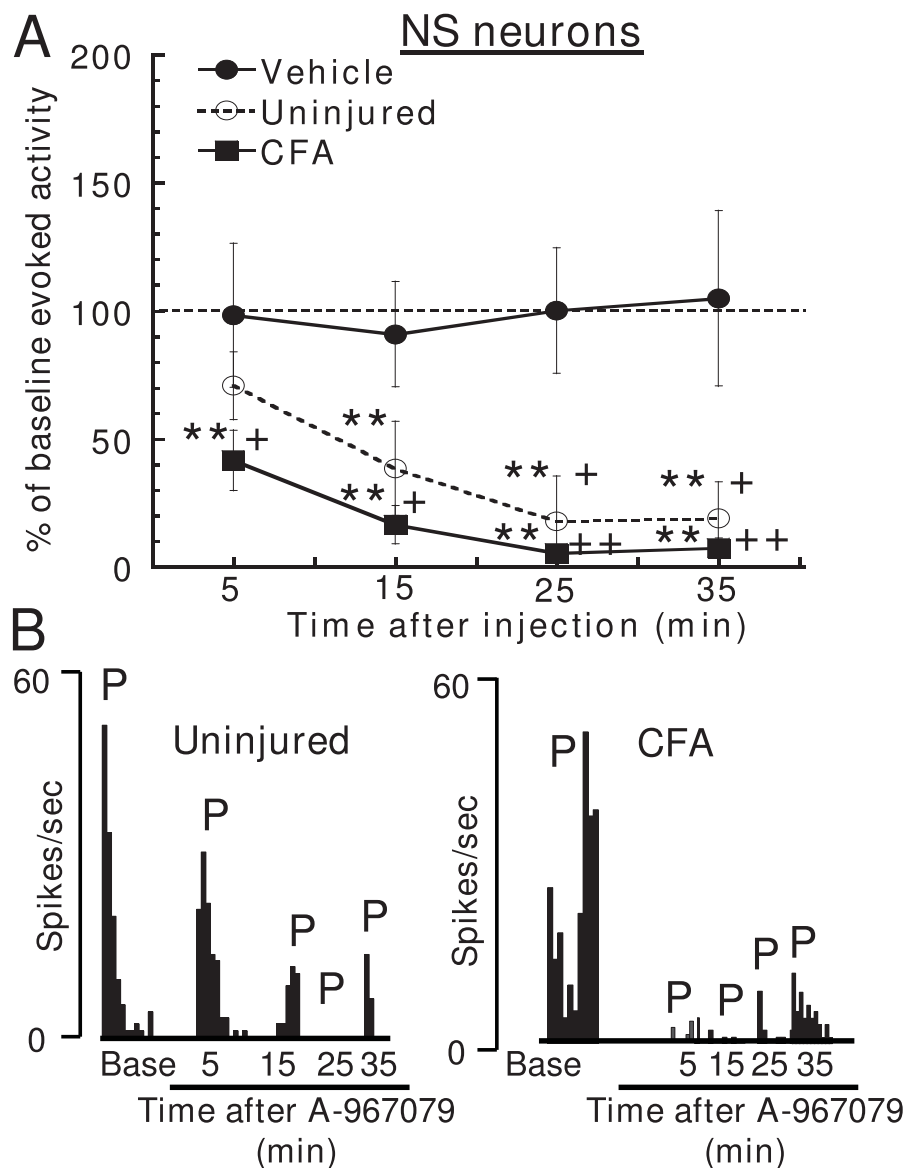 A
NS neurons
200
Vehicle
Uninjured
CFA
150
% of baseline evoked activity
100
50
0
** +
**
** +
** +
** ++
** +
** ++
5 15 25 35
Time after injection (min)
B
60
P
Uninjured
P
P
P
P
Spikes/sec
0
Base 5 15 25 35
Time after A-967079
(min)
60
P
CFA
P
P
P
P
Spikes/sec
0
Base 5 15 25 35
Time after A-967079
(min)